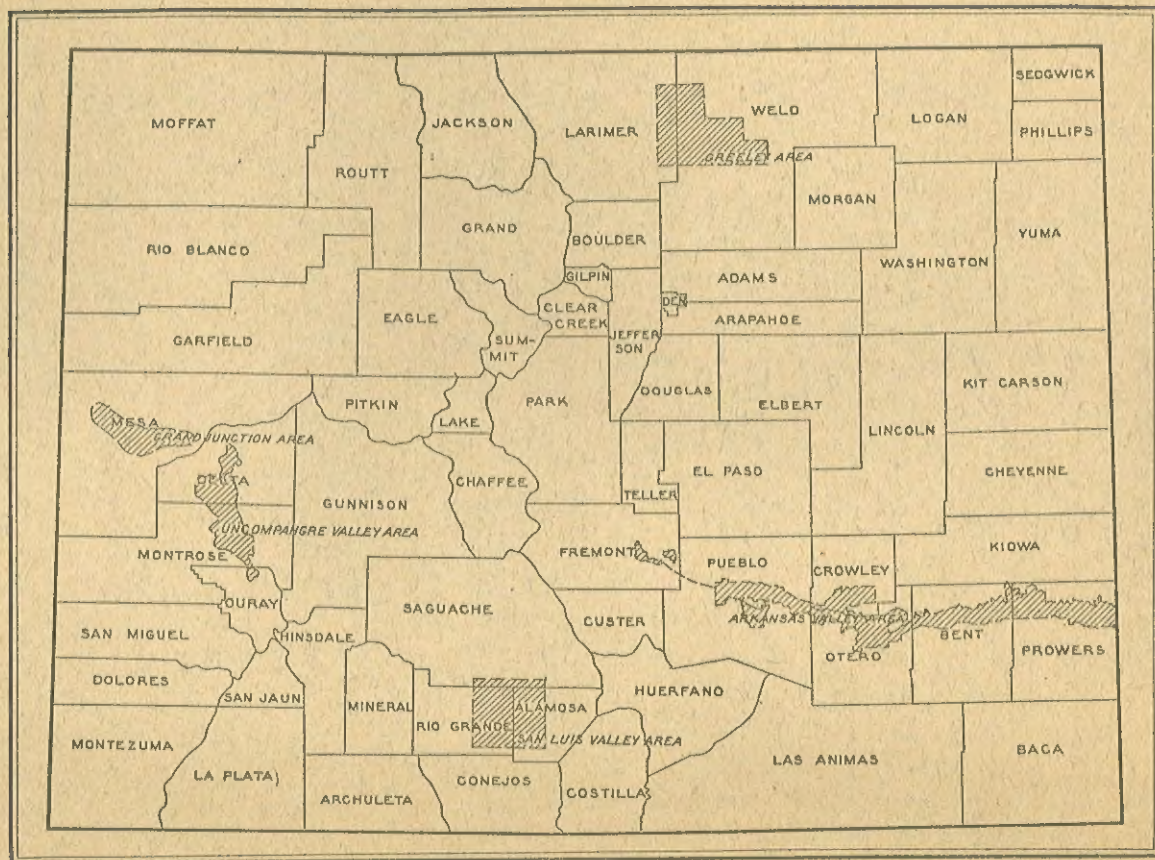 SEDGWICK
MOFFAT
JACKSON
LARIMER
WELD
LOGAN
PHILLIPS
GREELEY AREA
ROUTT
MORGAN
RIO BLANCO
GRAND
BOULDER
YUMA
WASHINGTON
GILPIN
ADAMS
DEN
EAGLE
CLEAR
CREEK
ARAPAHOE
GARFIELD
SUM-
MIT
JEFFER
SON
PITKIN
PARK
DOUGLAS
ELBERT
KIT CARSON
MESA
LAKE
LINCOLN
GRAND JUNCTION AREA
DELTA
CHAFFEE
EL PASO
CHEYENNE
GUNNISON
TELLER
UNCOMPAHGRE VALLEY AREA
MONTROSE
FREMONT
PUEBLO
CROWLEY
KIOWA
OURAY
SAGUACHE
CUSTER
ARKANSAS VALLEY AREA
SAN MIGUEL
HINSDALE
OTERO
BENT
PROWERS
DOLORES
SAN JAUN
MINERAL
RIO GRANDE
ALAMOSA
HUERFANO
SAN LUIS VALLEY AREA
MONTEZUMA
LA PLATA
ARCHULETA
CONEJOS
COSTILLA
LAS ANIMAS
BACA